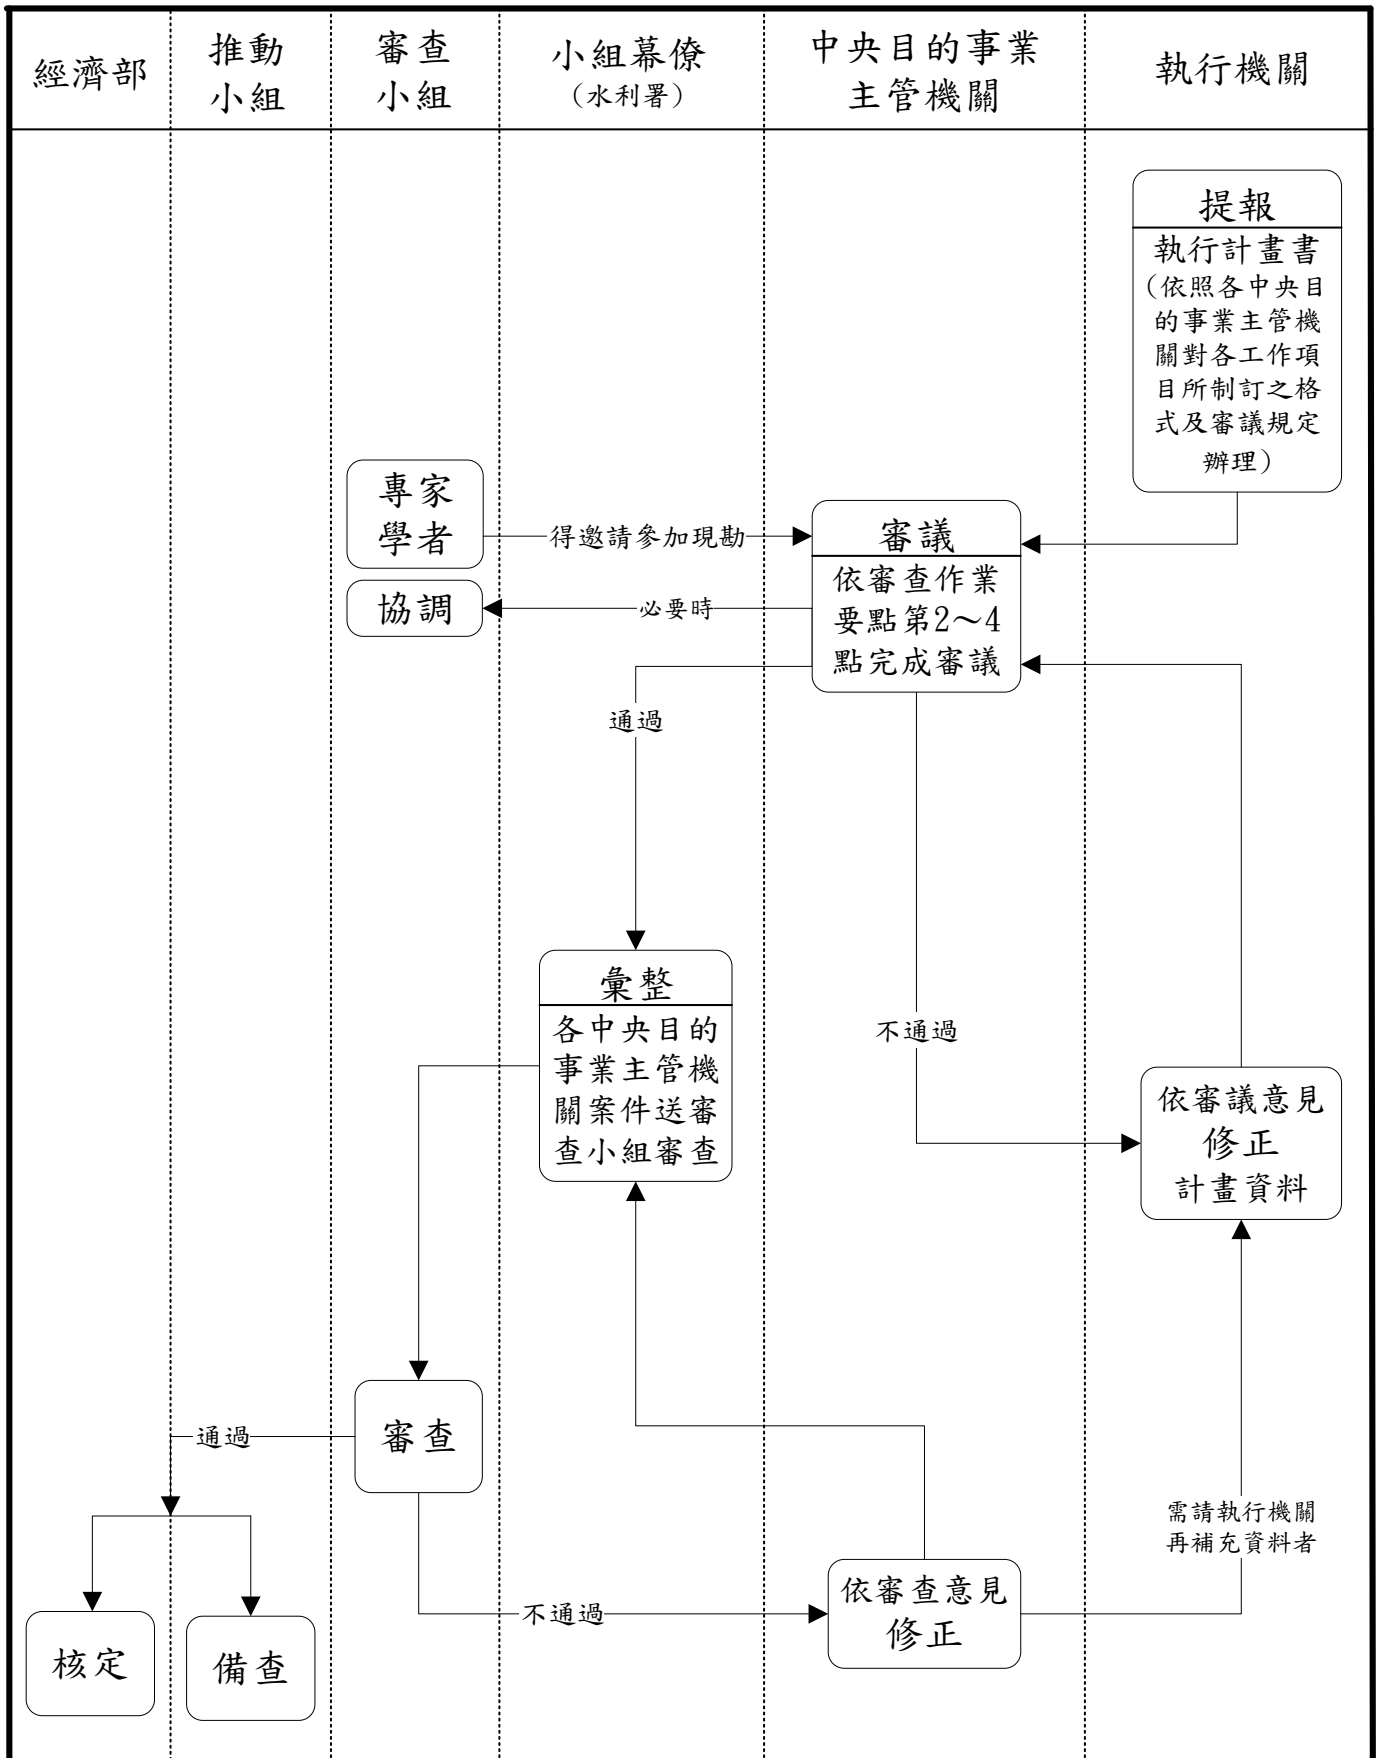 經濟部
推動
小組
審查
小組
小組幕僚
（水利署）
中央目的事業
主管機關
執行機關
提報
執行計畫書
（依照各中央目
的事業主管機
關對各工作項
目所制訂之格
式及審議規定
辦理）
專家
學者
得邀請參加現勘
審議
依審查作業
要點第2～4
點完成審議
協調
必要時
通過
彙整
各中央目的
事業主管機
關案件送審
查小組審查
不通過
依審議意見
修正
計畫資料
審查
通過
需請執行機關
再補充資料者
不通過
依審查意見
修正
核定
備查